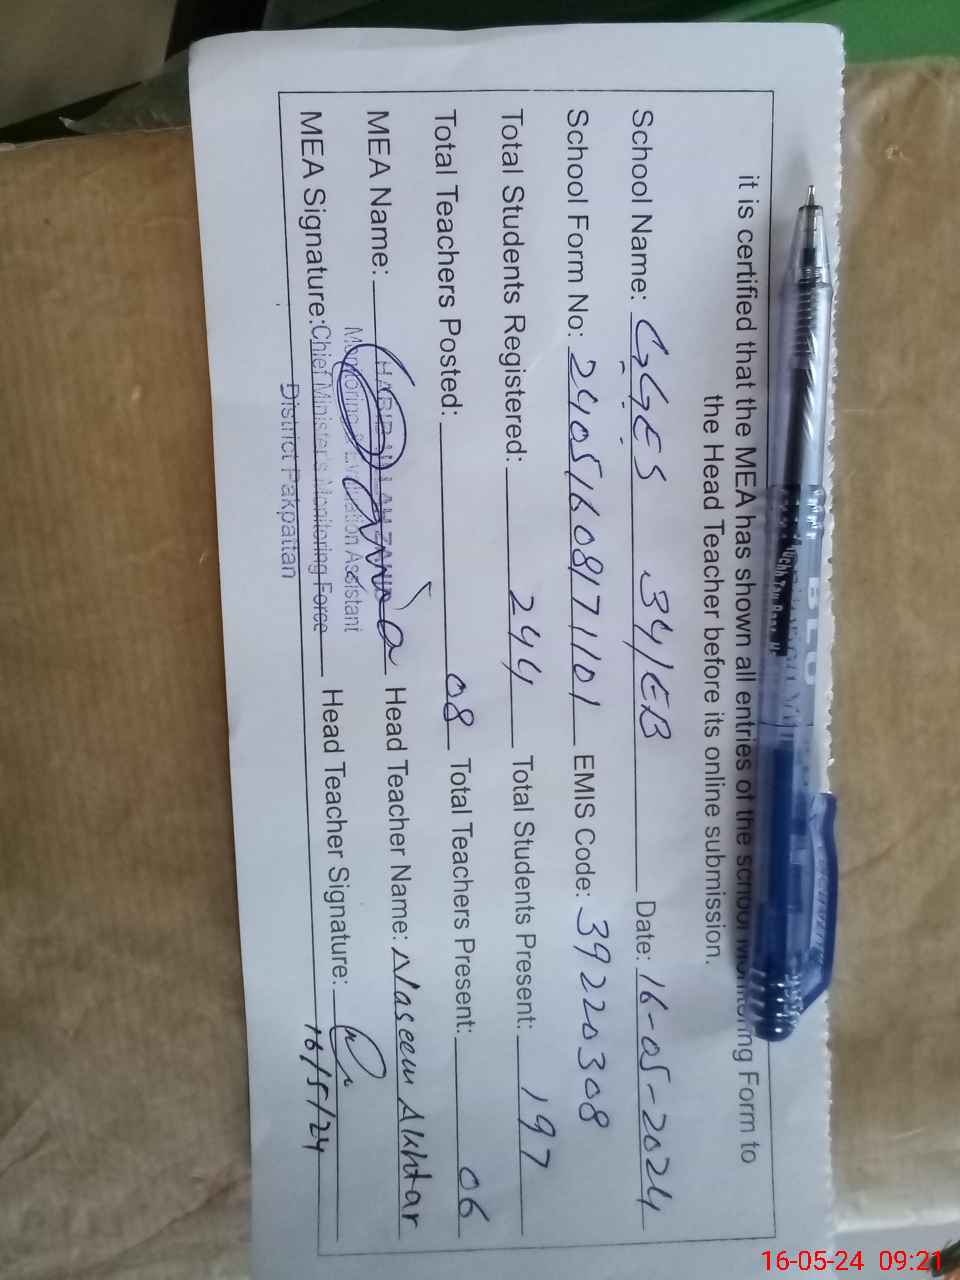 it is certified that the MEA has shown all entries of the school Monitoring Form to
the Head Teacher before its online submission.
School Name: GGES 34/EB Date: 16-05-2024
School Form No: 24051608171101 EMIS Code: 39220308
Total Students Registered: 244 Total Students Present: 197
Total Teachers Posted: 08 Total Teachers Present: 06
MEA Name: Head Teacher Name: Naseem Akhtar
Monitoring & Evaluation Assistant
MEA Signature: Chief Minister's Monitoring Force Head Teacher Signature:
District Pakpattan
16/5/24
16-05-24 09:21